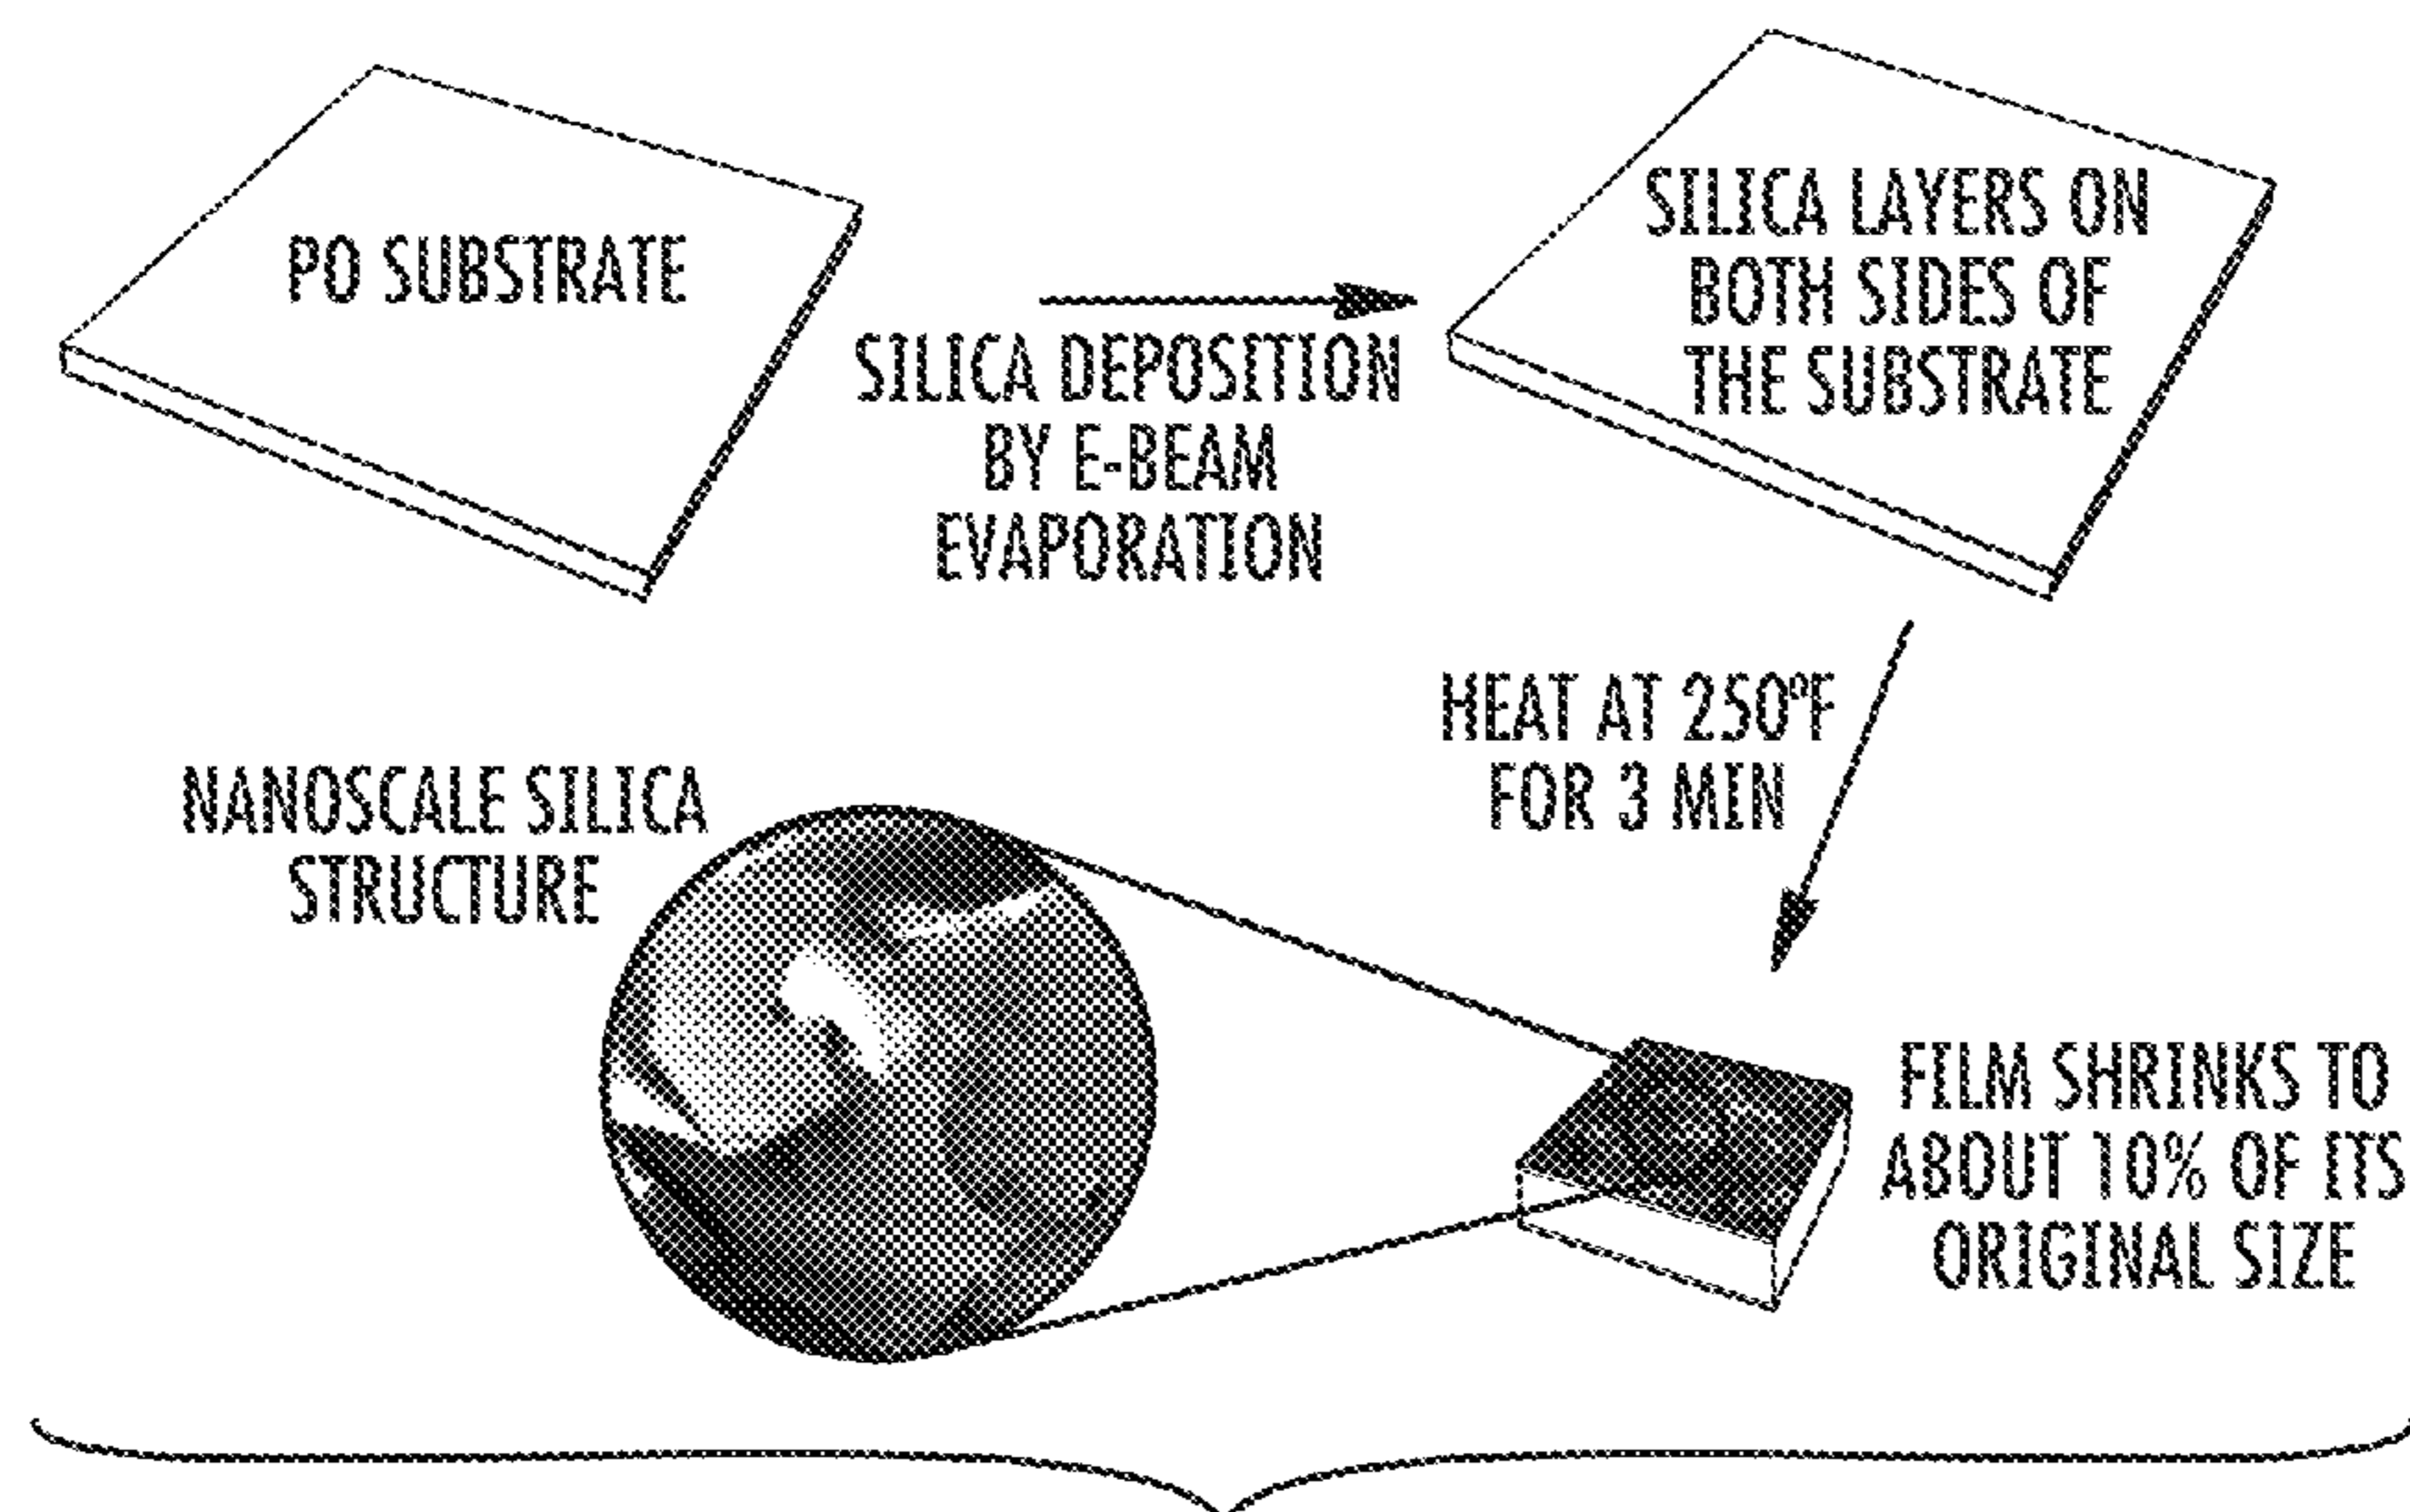 PO SUBSTRATE
SILICA DEPOSITION
BY E-BEAM
EVAPORATION
SILICA LAYERS ON
BOTH SIDES OF
THE SUBSTRATE
HEAT AT 250°F
FOR 3 MIN
NANOSCALE SILICA
STRUCTURE
FILM SHRINKS TO
ABOUT 10% OF ITS
ORIGINAL SIZE